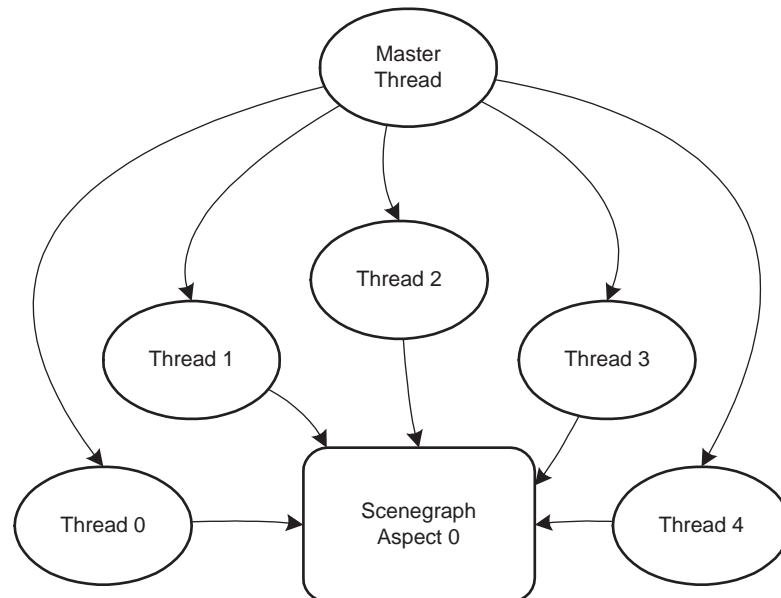 Master
Thread
Thread 2
Thread 1
Thread 3
Scenegraph
Aspect 0
Thread 0
Thread 4